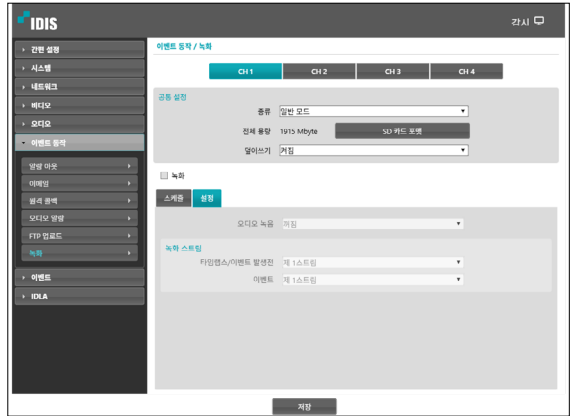 IDIS
감시
간편 설정
시스템
네트워크
비디오
오디오
이벤트 동작
알람 아웃
이메일
원격 콜백
오디오 알람
FTP 업로드
녹화
이벤트
IDLA
이벤트 동작 / 녹화
CH 1 CH 2 CH 3 CH 4
공통 설정
종류 일반 모드
전체 용량 1915 Mbyte SD 카드 포맷
덮어쓰기 켜짐
녹화
스케줄 설정
오디오 녹음 꺼짐
녹화 스트림
타임랩스/이벤트 발생전 제 1스트림
이벤트 제 1스트림
저장